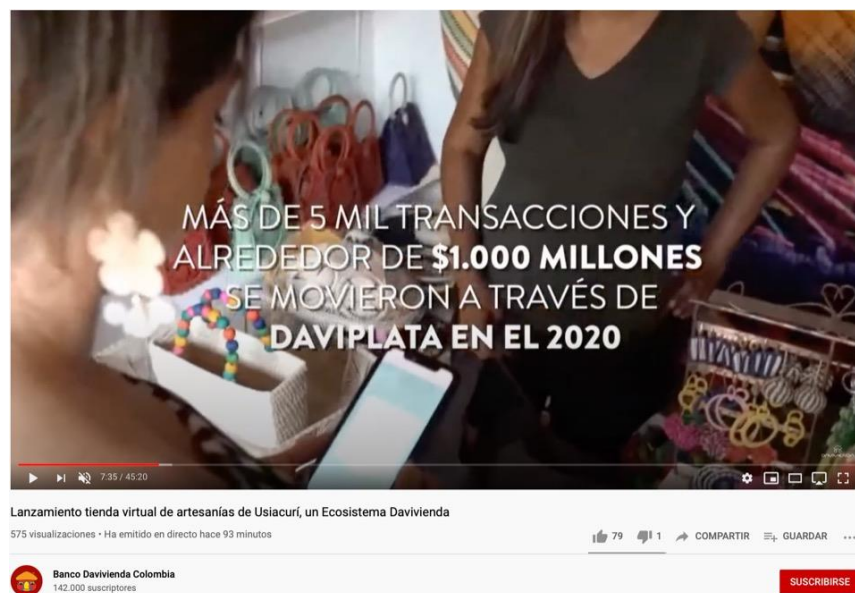 MÁS DE 5 MIL TRANSACCIONES Y
ALREDEDOR DE $1.000 MILLONES
SE MOVIERON A TRAVÉS DE
DAVIPLATA EN EL 2020
7:35 / 45:20
Lanzamiento tienda virtual de artesanías de Usiacurí, un Ecosistema Davivienda
575 visualizaciones • Ha emitido en directo hace 93 minutos
79 1 COMPARTIR GUARDAR ...
Banco Davivienda Colombia
142.000 suscriptores
SUSCRIBIRSE